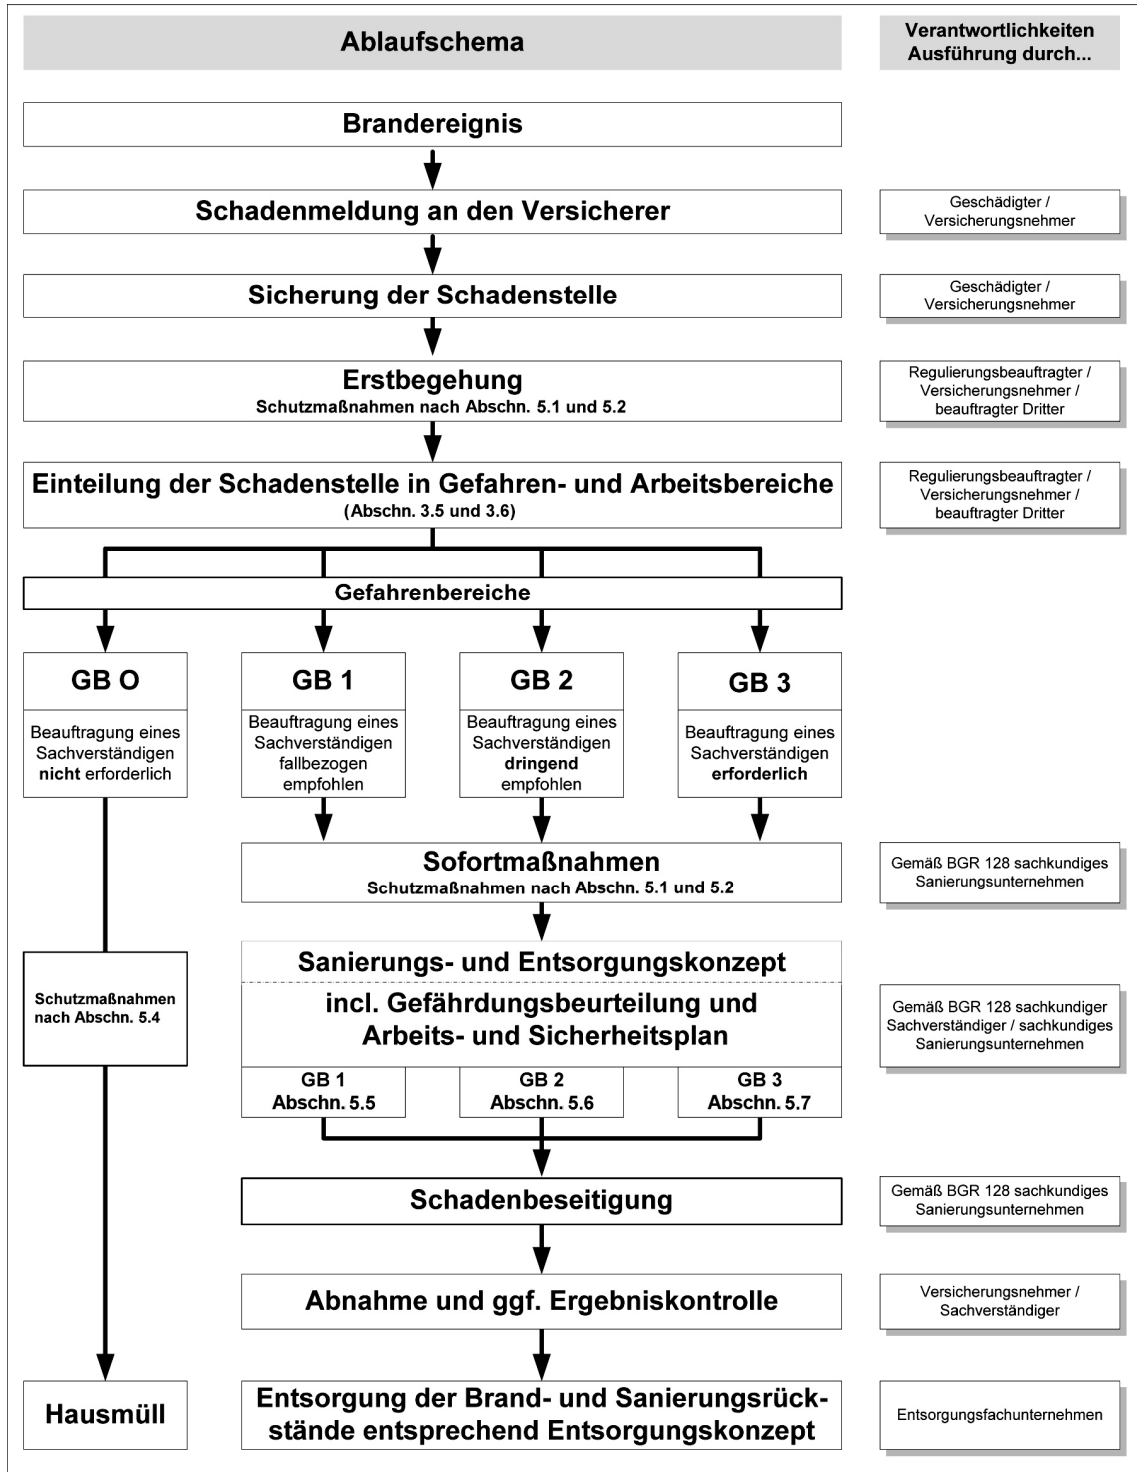 Ablaufschema
Verantwortlichkeiten
Ausführung durch...
Brandereignis
Schadenmeldung an den Versicherer
Geschädigter /
Versicherungsnehmer
Sicherung der Schadenstelle
Geschädigter /
Versicherungsnehmer
Erstbegehung
Schutzmaßnahmen nach Abschn. 5.1 und 5.2
Regulierungsbeauftragter /
Versicherungsnehmer /
beauftragter Dritter
Einteilung der Schadenstelle in Gefahren- und Arbeitsbereiche
(Abschn. 3.5 und 3.6)
Regulierungsbeauftragter /
Versicherungsnehmer /
beauftragter Dritter
Gefahrenbereiche
GB O
Beauftragung eines
Sachverständigen
nicht erforderlich
GB 1
Beauftragung eines
Sachverständigen
fallbezogen
empfohlen
GB 2
Beauftragung eines
Sachverständigen
dringend
empfohlen
GB 3
Beauftragung eines
Sachverständigen
erforderlich
Sofortmaßnahmen
Schutzmaßnahmen nach Abschn. 5.1 und 5.2
Gemäß BGR 128 sachkundiges
Sanierungsunternehmen
Schutzmaßnahmen
nach Abschn. 5.4
Sanierungs- und Entsorgungskonzept
incl. Gefährdungsbeurteilung und
Arbeits- und Sicherheitsplan
Gemäß BGR 128 sachkundiger
Sachverständiger / sachkundiges
Sanierungsunternehmen
GB 1
Abschn. 5.5
GB 2
Abschn. 5.6
GB 3
Abschn. 5.7
Schadenbeseitigung
Gemäß BGR 128 sachkundiges
Sanierungsunternehmen
Abnahme und ggf. Ergebniskontrolle
Versicherungsnehmer /
Sachverständiger
Hausmüll
Entsorgung der Brand- und Sanierungsrück-
stände entsprechend Entsorgungskonzept
Entsorgungsfachunternehmen